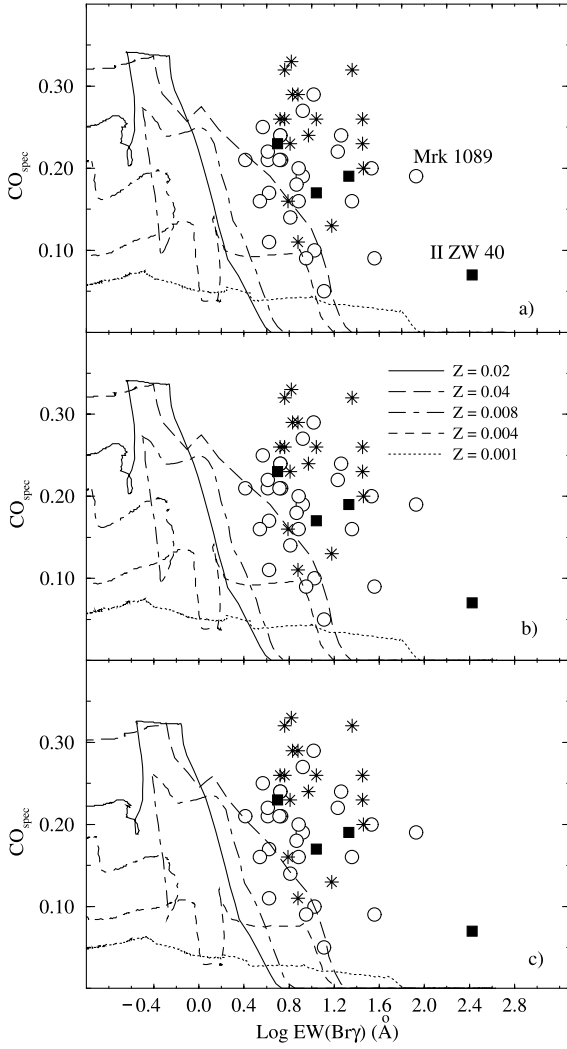 0.30
0.20
0.10
CO_spec
Mrk 1089
II ZW 40
a)
0.30
0.20
0.10
CO_spec
Z = 0.02
Z = 0.04
Z = 0.008
Z = 0.004
Z = 0.001
b)
0.30
0.20
0.10
CO_spec
c)
−0.4 0.0 0.4 0.8 1.2 1.6 2.0 2.4 2.8
Log EW(Brγ) (Å)